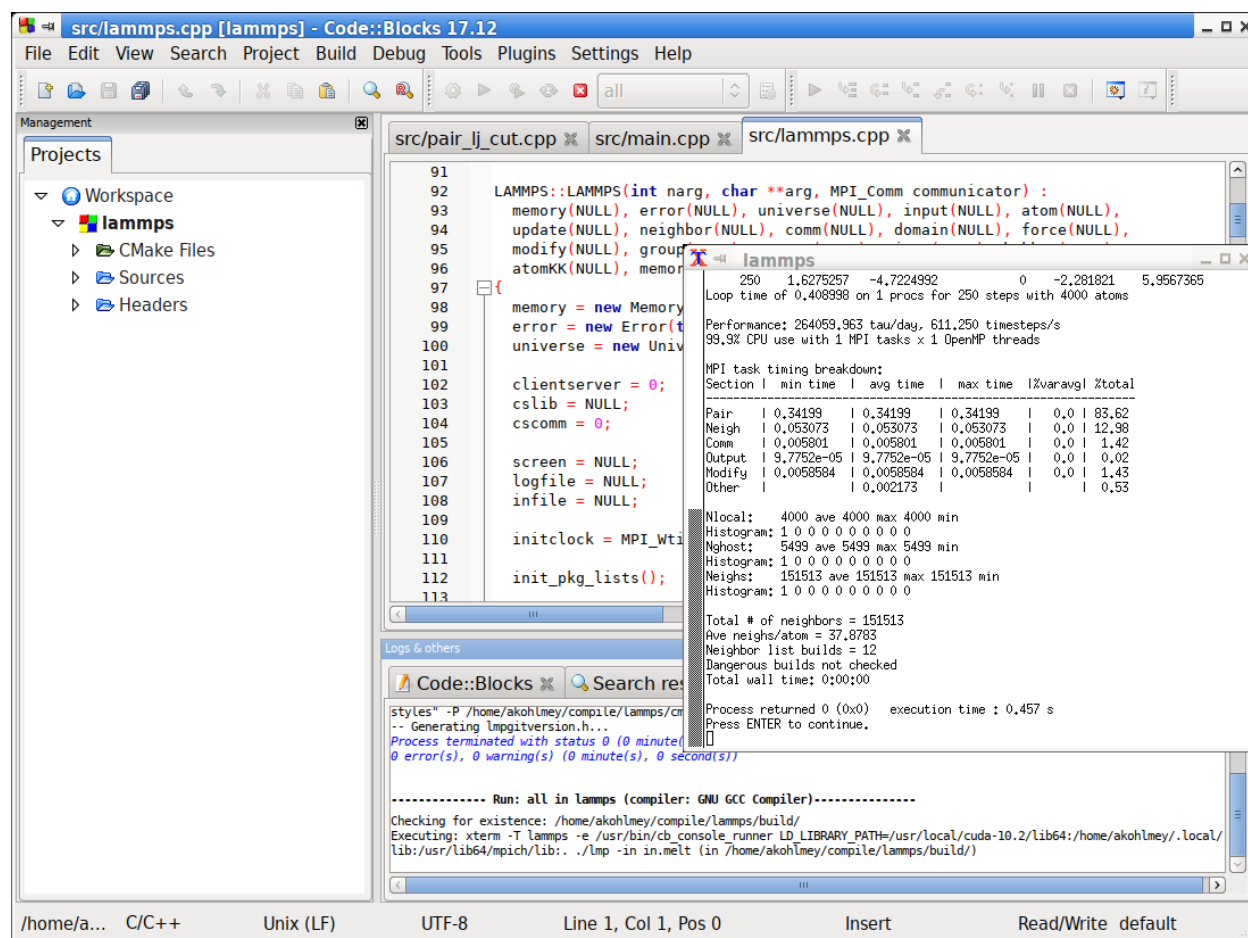 src/lammps.cpp [lammps] - Code::Blocks 17.12
File Edit View Search Project Build Debug Tools Plugins Settings Help
all
Management
Projects
Workspace
lammps
CMake Files
Sources
Headers
src/pair_lj_cut.cpp src/main.cpp src/lammps.cpp
91
92 LAMMPS::LAMMPS(int narg, char **arg, MPI_Comm communicator) :
93 memory(NULL), error(NULL), universe(NULL), input(NULL), atom(NULL),
94 update(NULL), neighbor(NULL), comm(NULL), domain(NULL), force(NULL),
95 modify(NULL), group
96 atomKK(NULL), memor
97 {
98 memory = new Memory
99 error = new Error(t
100 universe = new Univ
101
102 clientserver = 0;
103 cslib = NULL;
104 cscomm = 0;
105
106 screen = NULL;
107 logfile = NULL;
108 infile = NULL;
109
110 initclock = MPI_Wti
111
112 init_pkg_lists();
113
lammps
250 1.6275257 -4.7224992 0 -2.281821 5.9567365
Loop time of 0.408998 on 1 procs for 250 steps with 4000 atoms
Performance: 264059.963 tau/day, 611.250 timesteps/s
99.9% CPU use with 1 MPI tasks x 1 OpenMP threads
MPI task timing breakdown:
Section | min time | avg time | max time |%varavg| %total
---------------------------------------------------------------
Pair | 0.34199 | 0.34199 | 0.34199 | 0.0 | 83.62
Neigh | 0.053073 | 0.053073 | 0.053073 | 0.0 | 12.98
Comm | 0.005801 | 0.005801 | 0.005801 | 0.0 | 1.42
Output | 9.7752e-05 | 9.7752e-05 | 9.7752e-05 | 0.0 | 0.02
Modify | 0.0058584 | 0.0058584 | 0.0058584 | 0.0 | 1.43
Other | | 0.002173 | | | 0.53
Nlocal: 4000 ave 4000 max 4000 min
Histogram: 1 0 0 0 0 0 0 0 0 0
Nghost: 5499 ave 5499 max 5499 min
Histogram: 1 0 0 0 0 0 0 0 0 0
Neighs: 151513 ave 151513 max 151513 min
Histogram: 1 0 0 0 0 0 0 0 0 0
Total # of neighbors = 151513
Ave neighs/atom = 37.8783
Neighbor list builds = 12
Dangerous builds not checked
Total wall time: 0:00:00
Process returned 0 (0x0) execution time : 0.457 s
Press ENTER to continue.
Logs & others
Code::Blocks Search res
styles" -P /home/akohlmey/compile/lammps/cm
-- Generating lmpgitversion.h...
Process terminated with status 0 (0 minute(
0 error(s), 0 warning(s) (0 minute(s), 0 second(s))
-------------- Run: all in lammps (compiler: GNU GCC Compiler)---------------
Checking for existence: /home/akohlmey/compile/lammps/build/
Executing: xterm -T lammps -e /usr/bin/cb_console_runner LD_LIBRARY_PATH=/usr/local/cuda-10.2/lib64:/home/akohlmey/.local/
lib:/usr/lib64/mpich/lib:. ./lmp -in in.melt (in /home/akohlmey/compile/lammps/build/)
/home/a... C/C++ Unix (LF) UTF-8 Line 1, Col 1, Pos 0 Insert Read/Write default